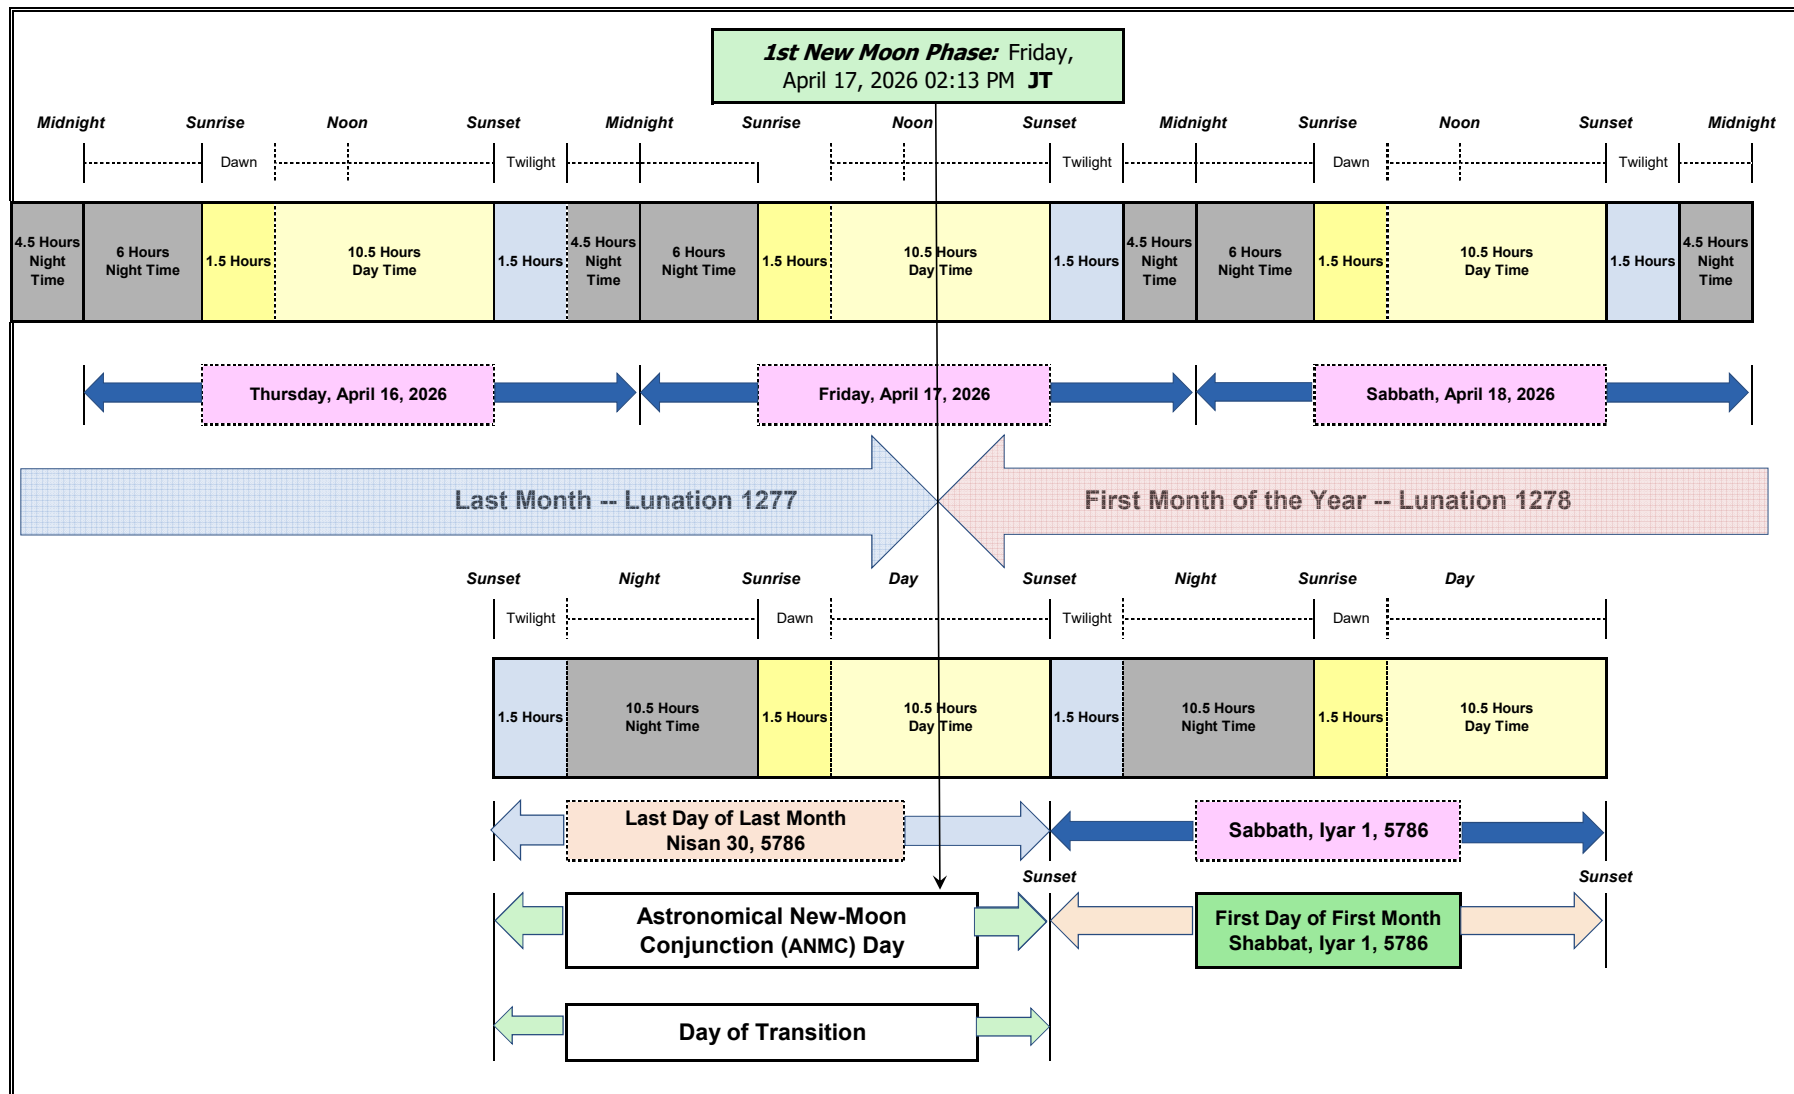 1st New Moon Phase: Friday,
April 17, 2026 02:13 PM JT
Midnight Sunrise Noon Sunset Midnight Sunrise Noon Sunset Midnight Sunrise Noon Sunset Midnight
Dawn Twilight Twilight Dawn Twilight
4.5 Hours
Night
Time
6 Hours
Night Time
1.5 Hours
10.5 Hours
Day Time
1.5 Hours
4.5 Hours
Night
Time
6 Hours
Night Time
1.5 Hours
10.5 Hours
Day Time
1.5 Hours
4.5 Hours
Night
Time
6 Hours
Night Time
1.5 Hours
10.5 Hours
Day Time
1.5 Hours
4.5 Hours
Night
Time
Thursday, April 16, 2026
Friday, April 17, 2026
Sabbath, April 18, 2026
Last Month -- Lunation 1277
First Month of the Year -- Lunation 1278
Sunset Night Sunrise Day Sunset Night Sunrise Day
Twilight Dawn Twilight Dawn
1.5 Hours
10.5 Hours
Night Time
1.5 Hours
10.5 Hours
Day Time
1.5 Hours
10.5 Hours
Night Time
1.5 Hours
10.5 Hours
Day Time
Last Day of Last Month
Nisan 30, 5786
Sabbath, Iyar 1, 5786
Sunset Sunset
Astronomical New-Moon
Conjunction (ANMC) Day
First Day of First Month
Shabbat, Iyar 1, 5786
Day of Transition